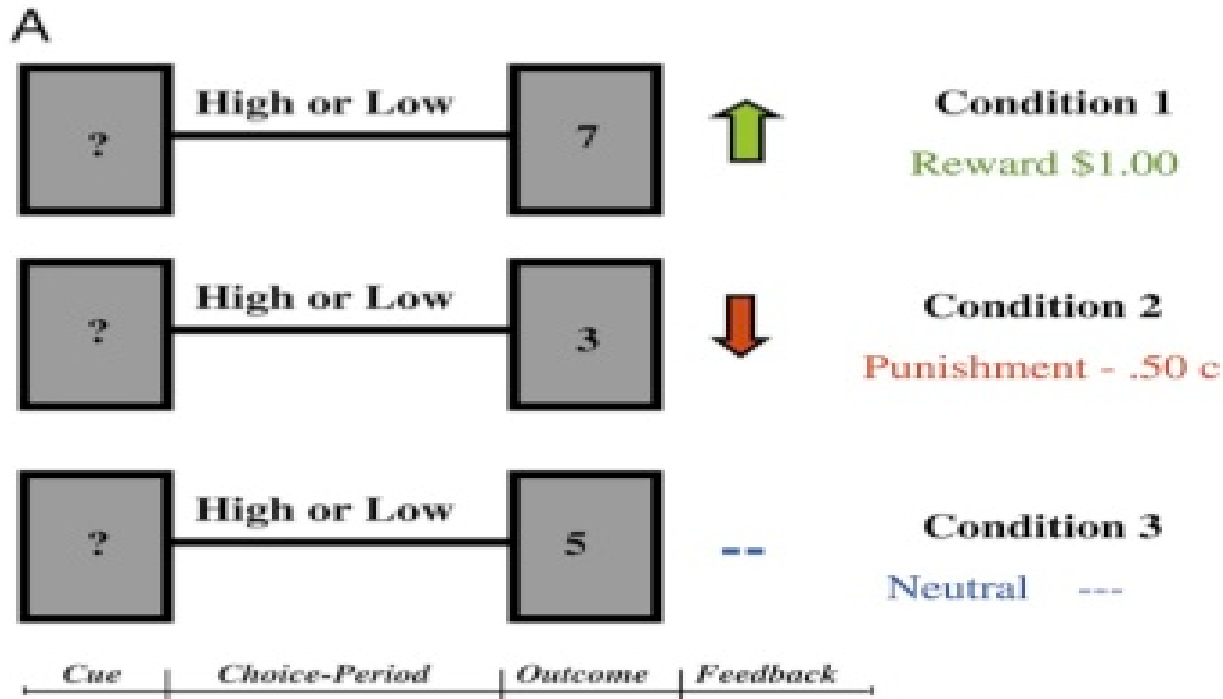 A
? High or Low 7 Condition 1
Reward $1.00
? High or Low 3 Condition 2
Punishment - .50 c
? High or Low 5 -- Condition 3
Neutral ---
Cue Choice-Period Outcome Feedback